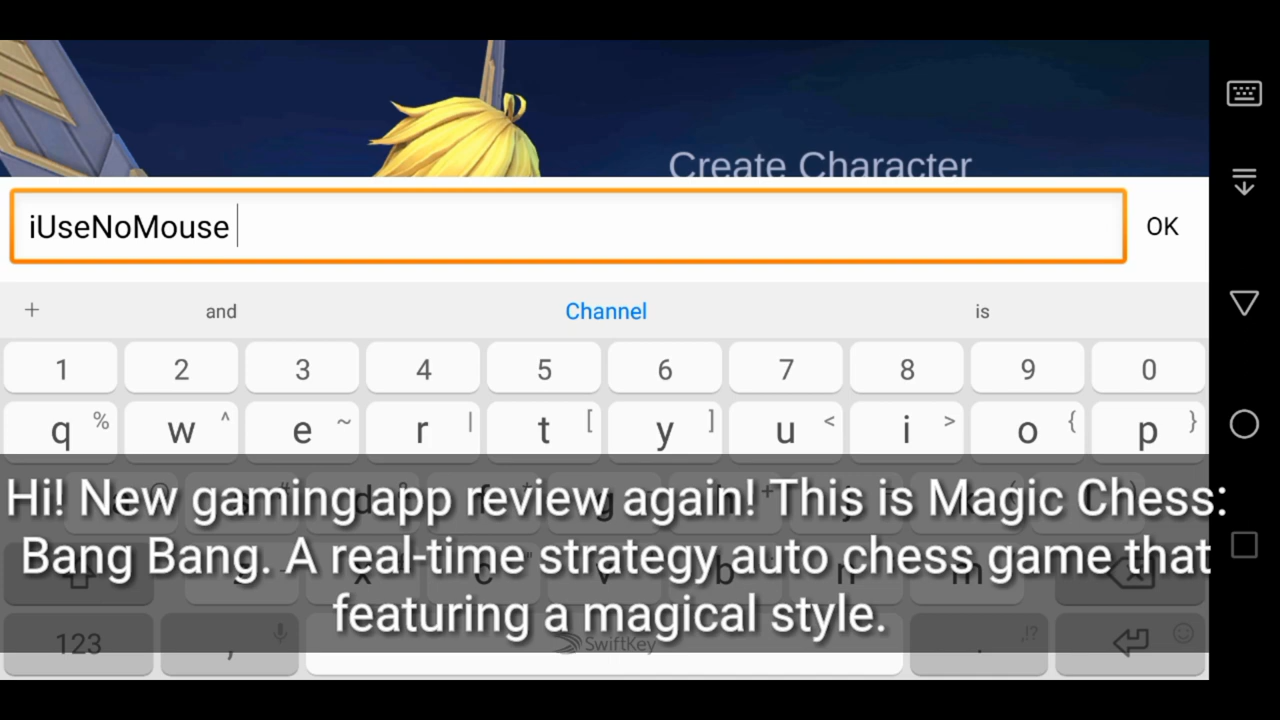 Create Character
iUseNoMouse
OK
+ and Channel is
1 2 3 4 5 6 7 8 9 0
q % w ^ e ~ r | t [ y ] u < i > o { p }
Hi! New gaming app review again! This is Magic Chess:
Bang Bang. A real-time strategy auto chess game that
featuring a magical style.
123 , SwiftKey . ,!?